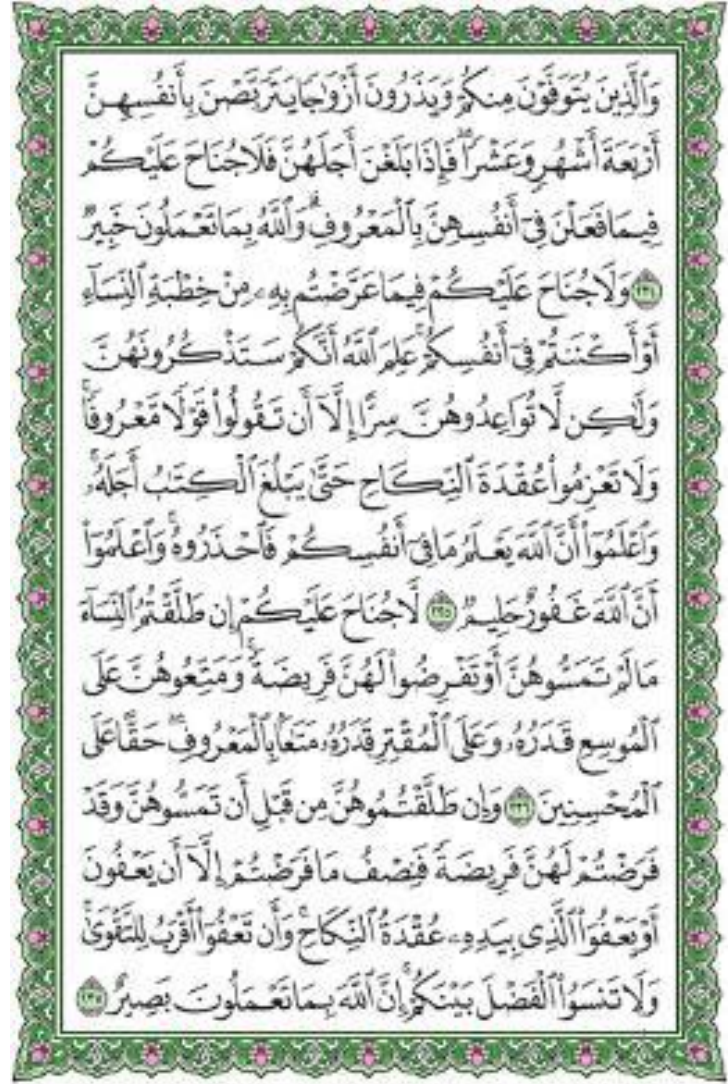 وَٱلَّذِينَ يُتَوَفَّوْنَ مِنكُمْ وَيَذَرُونَ أَزْوَٰجًا يَتَرَبَّصْنَ بِأَنفُسِهِنَّ
أَرْبَعَةَ أَشْهُرٍ وَعَشْرًا ۖ فَإِذَا بَلَغْنَ أَجَلَهُنَّ فَلَا جُنَاحَ عَلَيْكُمْ
فِيمَا فَعَلْنَ فِىٓ أَنفُسِهِنَّ بِٱلْمَعْرُوفِ ۗ وَٱللَّهُ بِمَا تَعْمَلُونَ خَبِيرٌ
٢٣٤ وَلَا جُنَاحَ عَلَيْكُمْ فِيمَا عَرَّضْتُم بِهِۦ مِنْ خِطْبَةِ ٱلنِّسَآءِ
أَوْ أَكْنَنتُمْ فِىٓ أَنفُسِكُمْ ۚ عَلِمَ ٱللَّهُ أَنَّكُمْ سَتَذْكُرُونَهُنَّ
وَلَٰكِن لَّا تُوَاعِدُوهُنَّ سِرًّا إِلَّآ أَن تَقُولُوا۟ قَوْلًا مَّعْرُوفًا ۚ
وَلَا تَعْزِمُوا۟ عُقْدَةَ ٱلنِّكَاحِ حَتَّىٰ يَبْلُغَ ٱلْكِتَٰبُ أَجَلَهُۥ ۚ
وَٱعْلَمُوٓا۟ أَنَّ ٱللَّهَ يَعْلَمُ مَا فِىٓ أَنفُسِكُمْ فَٱحْذَرُوهُ ۚ وَٱعْلَمُوٓا۟
أَنَّ ٱللَّهَ غَفُورٌ حَلِيمٌ ٢٣٥ لَّا جُنَاحَ عَلَيْكُمْ إِن طَلَّقْتُمُ ٱلنِّسَآءَ
مَا لَمْ تَمَسُّوهُنَّ أَوْ تَفْرِضُوا۟ لَهُنَّ فَرِيضَةً ۚ وَمَتِّعُوهُنَّ عَلَى
ٱلْمُوسِعِ قَدَرُهُۥ وَعَلَى ٱلْمُقْتِرِ قَدَرُهُۥ مَتَٰعًۢا بِٱلْمَعْرُوفِ ۖ حَقًّا عَلَى
ٱلْمُحْسِنِينَ ٢٣٦ وَإِن طَلَّقْتُمُوهُنَّ مِن قَبْلِ أَن تَمَسُّوهُنَّ وَقَدْ
فَرَضْتُمْ لَهُنَّ فَرِيضَةً فَنِصْفُ مَا فَرَضْتُمْ إِلَّآ أَن يَعْفُونَ
أَوْ يَعْفُوَا۟ ٱلَّذِى بِيَدِهِۦ عُقْدَةُ ٱلنِّكَاحِ ۚ وَأَن تَعْفُوٓا۟ أَقْرَبُ لِلتَّقْوَىٰ ۚ
وَلَا تَنسَوُا۟ ٱلْفَضْلَ بَيْنَكُمْ ۚ إِنَّ ٱللَّهَ بِمَا تَعْمَلُونَ بَصِيرٌ ٢٣٧